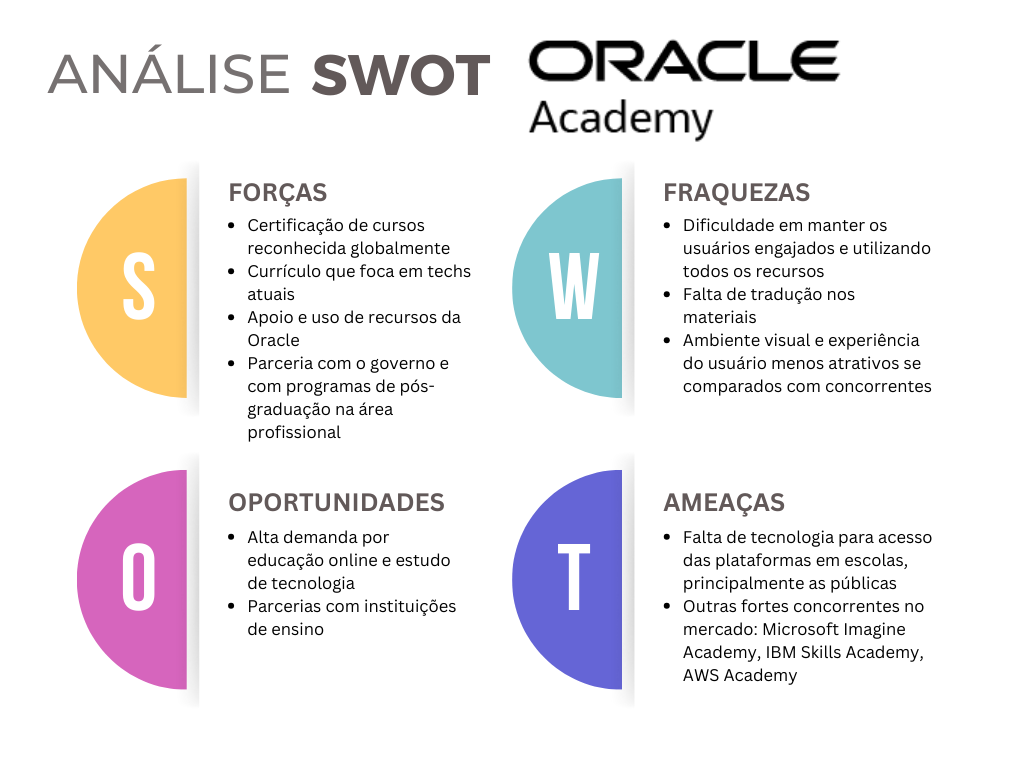 ANÁLISE SWOT
ORACLE
Academy
S
FORÇAS
• Certificação de cursos
reconhecida globalmente
• Currículo que foca em techs
atuais
• Apoio e uso de recursos da
Oracle
• Parceria com o governo e
com programas de pós-
graduação na área
profissional
W
FRAQUEZAS
• Dificuldade em manter os
usuários engajados e utilizando
todos os recursos
• Falta de tradução nos
materiais
• Ambiente visual e experiência
do usuário menos atrativos se
comparados com concorrentes
O
OPORTUNIDADES
• Alta demanda por
educação online e estudo
de tecnologia
• Parcerias com instituições
de ensino
T
AMEAÇAS
• Falta de tecnologia para acesso
das plataformas em escolas,
principalmente as públicas
• Outras fortes concorrentes no
mercado: Microsoft Imagine
Academy, IBM Skills Academy,
AWS Academy